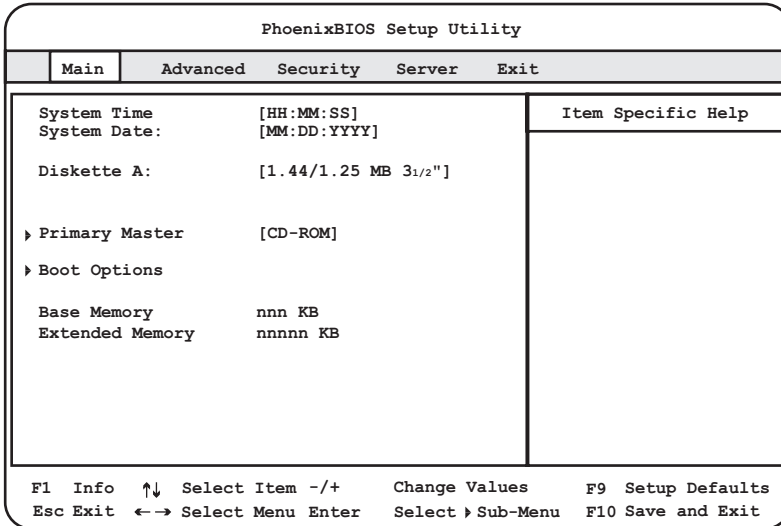 PhoenixBIOS Setup Utility
Main Advanced Security Server Exit
System Time [HH:MM:SS]
System Date: [MM:DD:YYYY]
Diskette A: [1.44/1.25 MB 31/2"]
Primary Master [CD-ROM]
Boot Options
Base Memory nnn KB
Extended Memory nnnnn KB
Item Specific Help
F1 Info ↑↓ Select Item -/+ Change Values F9 Setup Defaults
Esc Exit ←→ Select Menu Enter Select ▸ Sub-Menu F10 Save and Exit